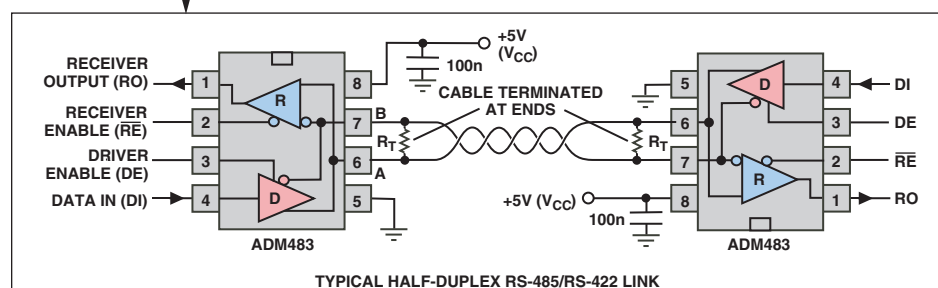 RECEIVER
OUTPUT (RO)
RECEIVER
ENABLE (RE)
DRIVER
ENABLE (DE)
DATA IN (DI)
1
2
3
4
R
D
8
7
6
5
ADM483
+5V
(VCC)
100n
CABLE TERMINATED
AT ENDS
B
A
RT
RT
+5V (VCC)
100n
5
6
7
8
D
R
4
3
2
1
DI
DE
RE
RO
ADM483
TYPICAL HALF-DUPLEX RS-485/RS-422 LINK